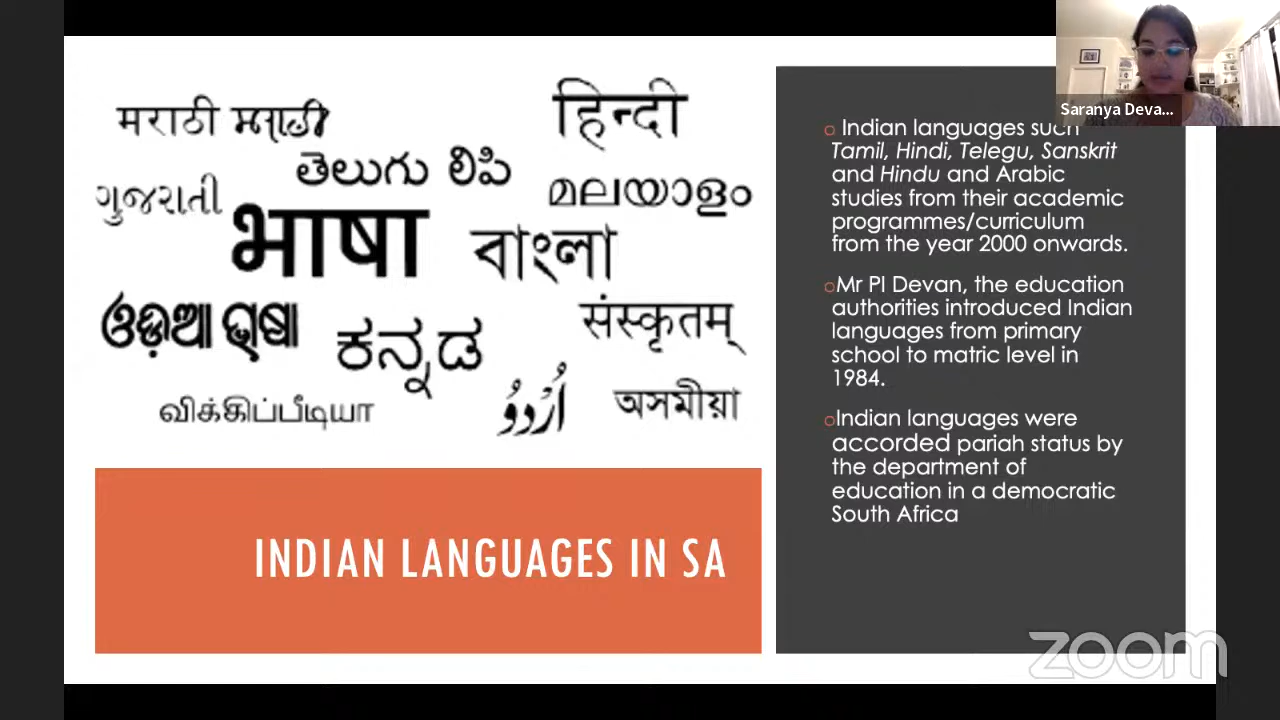 मराठी मराठी
हिन्दी
తెలుగు లిపి
ગુજરાતી
മലയാളം
भाषा
বাংলা
ଓଡ଼ିଆ ଭାଷା
ಕನ್ನಡ
संस्कृतम्
விக்கிப்பீடியா
اُردُو
অসমীয়া
INDIAN LANGUAGES IN SA
Saranya Deva...
Indian languages such
Tamil, Hindi, Telegu, Sanskrit
and Hindu and Arabic
studies from their academic
programmes/curriculum
from the year 2000 onwards.
Mr PI Devan, the education
authorities introduced Indian
languages from primary
school to matric level in
1984.
Indian languages were
accorded pariah status by
the department of
education in a democratic
South Africa
zoom